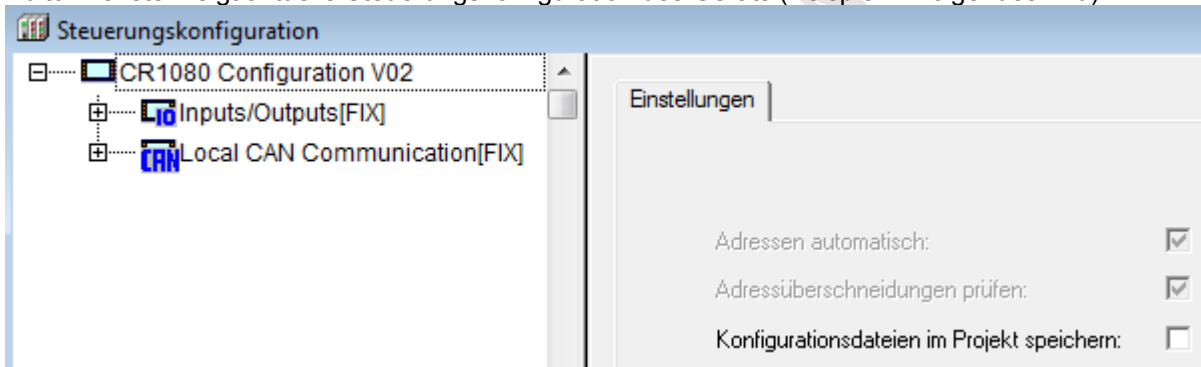 Steuerungskonfiguration
CR1080 Configuration V02
Inputs/Outputs[FIX]
CAN Local CAN Communication[FIX]
Einstellungen
Adressen automatisch:
Adressüberschneidungen prüfen:
Konfigurationsdateien im Projekt speichern: